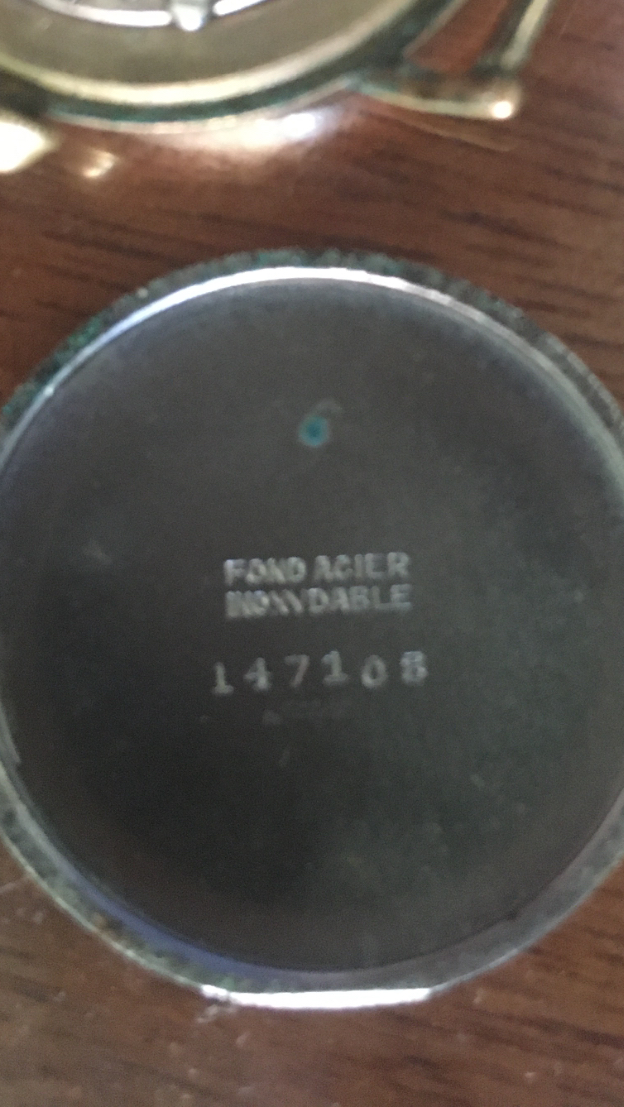 FOND ACIER
INOXYDABLE
147108